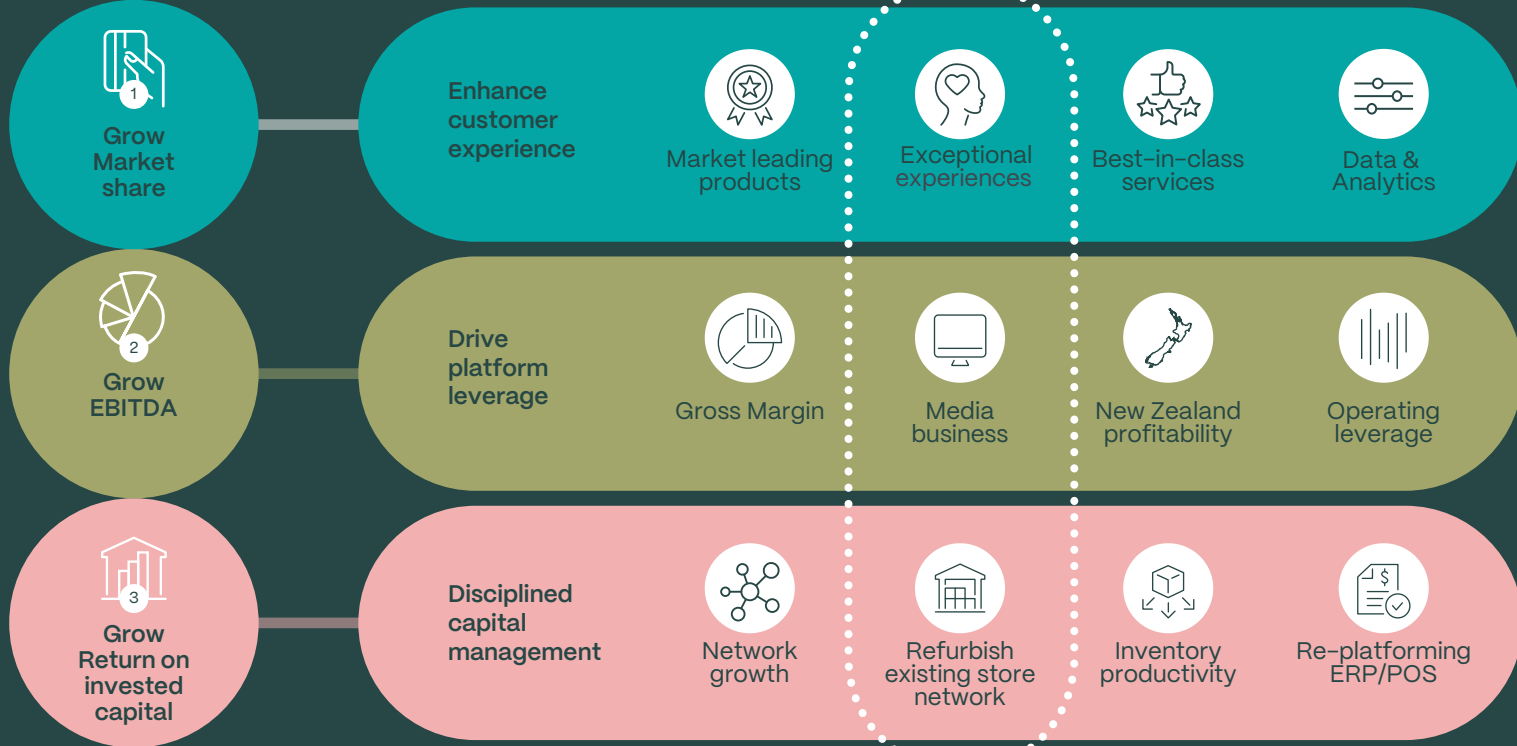 1
Grow
Market
share
Enhance
customer
experience
Market leading
products
Exceptional
experiences
Best-in-class
services
Data &
Analytics
2
Grow
EBITDA
Drive
platform
leverage
Gross Margin
Media
business
New Zealand
profitability
Operating
leverage
3
Grow
Return on
invested
capital
Disciplined
capital
management
Network
growth
Refurbish
existing store
network
Inventory
productivity
$
Re-platforming
ERP/POS